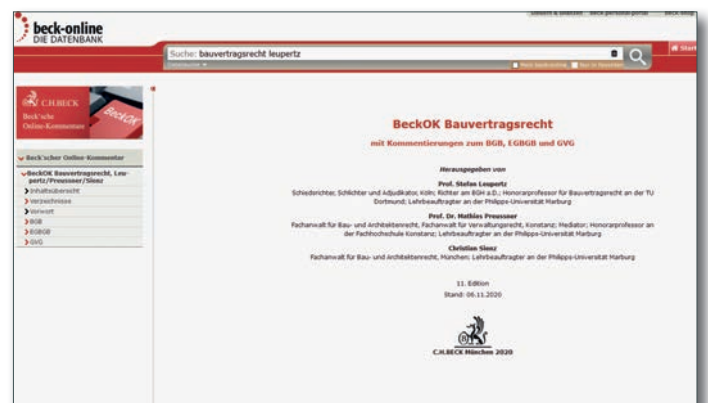 beck-online
DIE DATENBANK
Suche: bauvertragsrecht leupertz
Detailsuche
Start
C.H.BECK
Beck'sche
Online-Kommentare
BeckOK
Beck'scher Online-Kommentar
BeckOK Bauvertragsrecht, Leu-
pertz/Preussner/Sienz
Inhaltsübersicht
Verzeichnisse
Vorwort
BGB
EGBGB
GVG
BeckOK Bauvertragsrecht
mit Kommentierungen zum BGB, EGBGB und GVG
Herausgegeben von
Prof. Stefan Leupertz
Schiedsrichter, Schlichter und Adjudikator, Köln; Richter am BGH a.D.; Honorarprofessor für Bauvertragsrecht an der TU
Dortmund; Lehrbeauftragter an der Philipps-Universität Marburg
Prof. Dr. Mathias Preussner
Fachanwalt für Bau- und Architektenrecht, Fachanwalt für Verwaltungsrecht, Konstanz; Mediator; Honorarprofessor an
der Fachhochschule Konstanz; Lehrbeauftragter an der Philipps-Universität Marburg
Christian Sienz
Fachanwalt für Bau- und Architektenrecht, München; Lehrbeauftragter an der Philipps-Universität Marburg
11. Edition
Stand: 06.11.2020
C.H.BECK München 2020